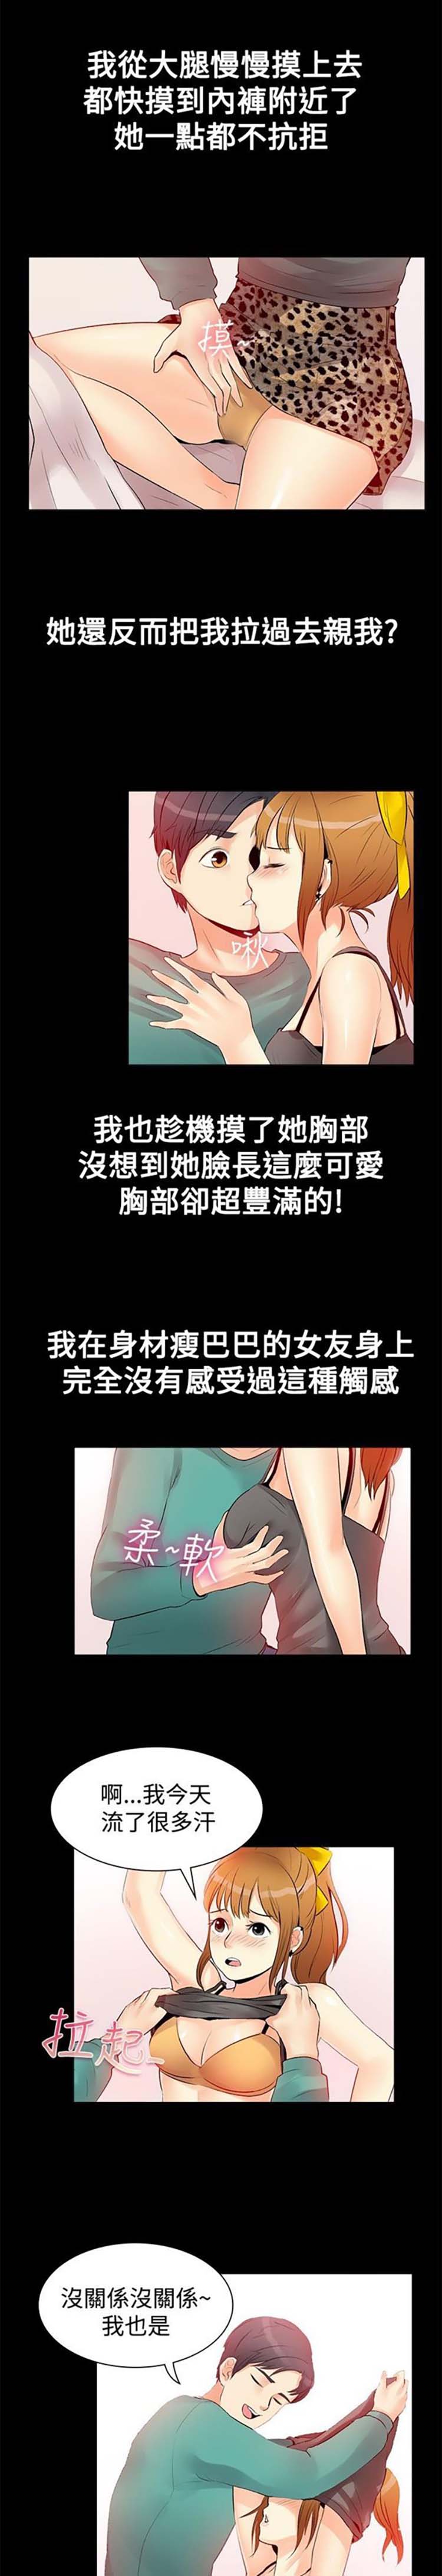 我從大腿慢慢摸上去
都快摸到內褲附近了
她一點都不抗拒
摸~
她還反而把我拉過去親我?
啾
我也趁機摸了她胸部
沒想到她臉長這麼可愛
胸部卻超豐滿的!
我在身材瘦巴巴的女友身上
完全沒有感受過這種觸感
柔~軟
啊...我今天
流了很多汗
拉起_
沒關係沒關係~
我也是